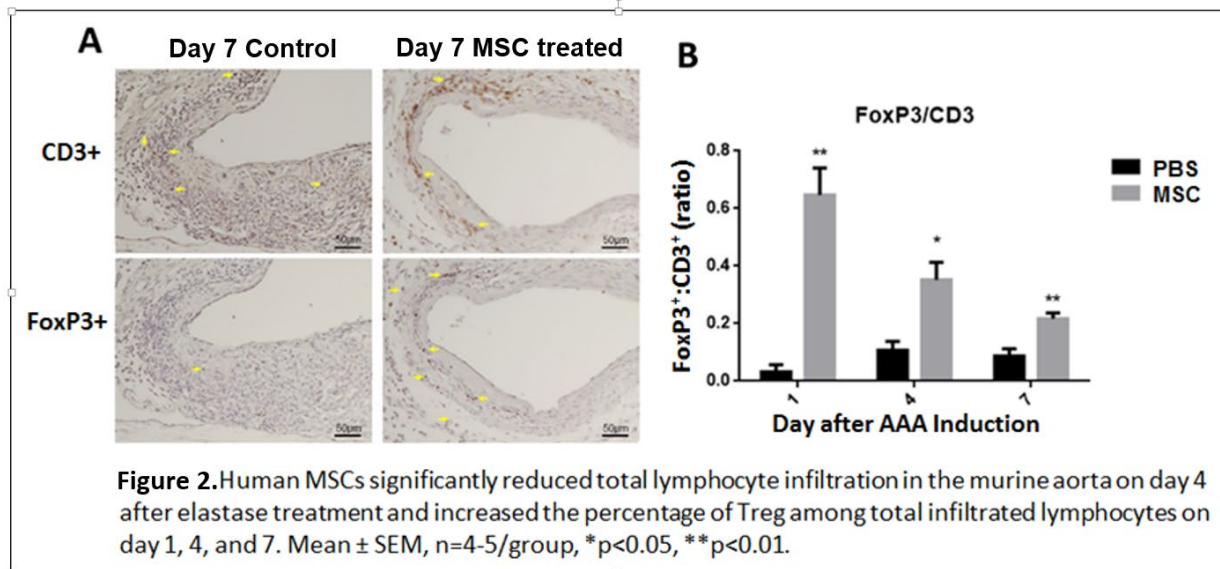 A
Day 7 Control
Day 7 MSC treated
CD3+
50μm
50μm
FoxP3+
50μm
50μm
B
FoxP3/CD3
FoxP3⁺:CD3⁺ (ratio)
0.8
0.6
0.4
0.2
0.0
**
*
**
1
4
7
Day after AAA Induction
PBS
MSC
Figure 2.Human MSCs significantly reduced total lymphocyte infiltration in the murine aorta on day 4
after elastase treatment and increased the percentage of Treg among total infiltrated lymphocytes on
day 1, 4, and 7. Mean ± SEM, n=4-5/group, *p<0.05, **p<0.01.